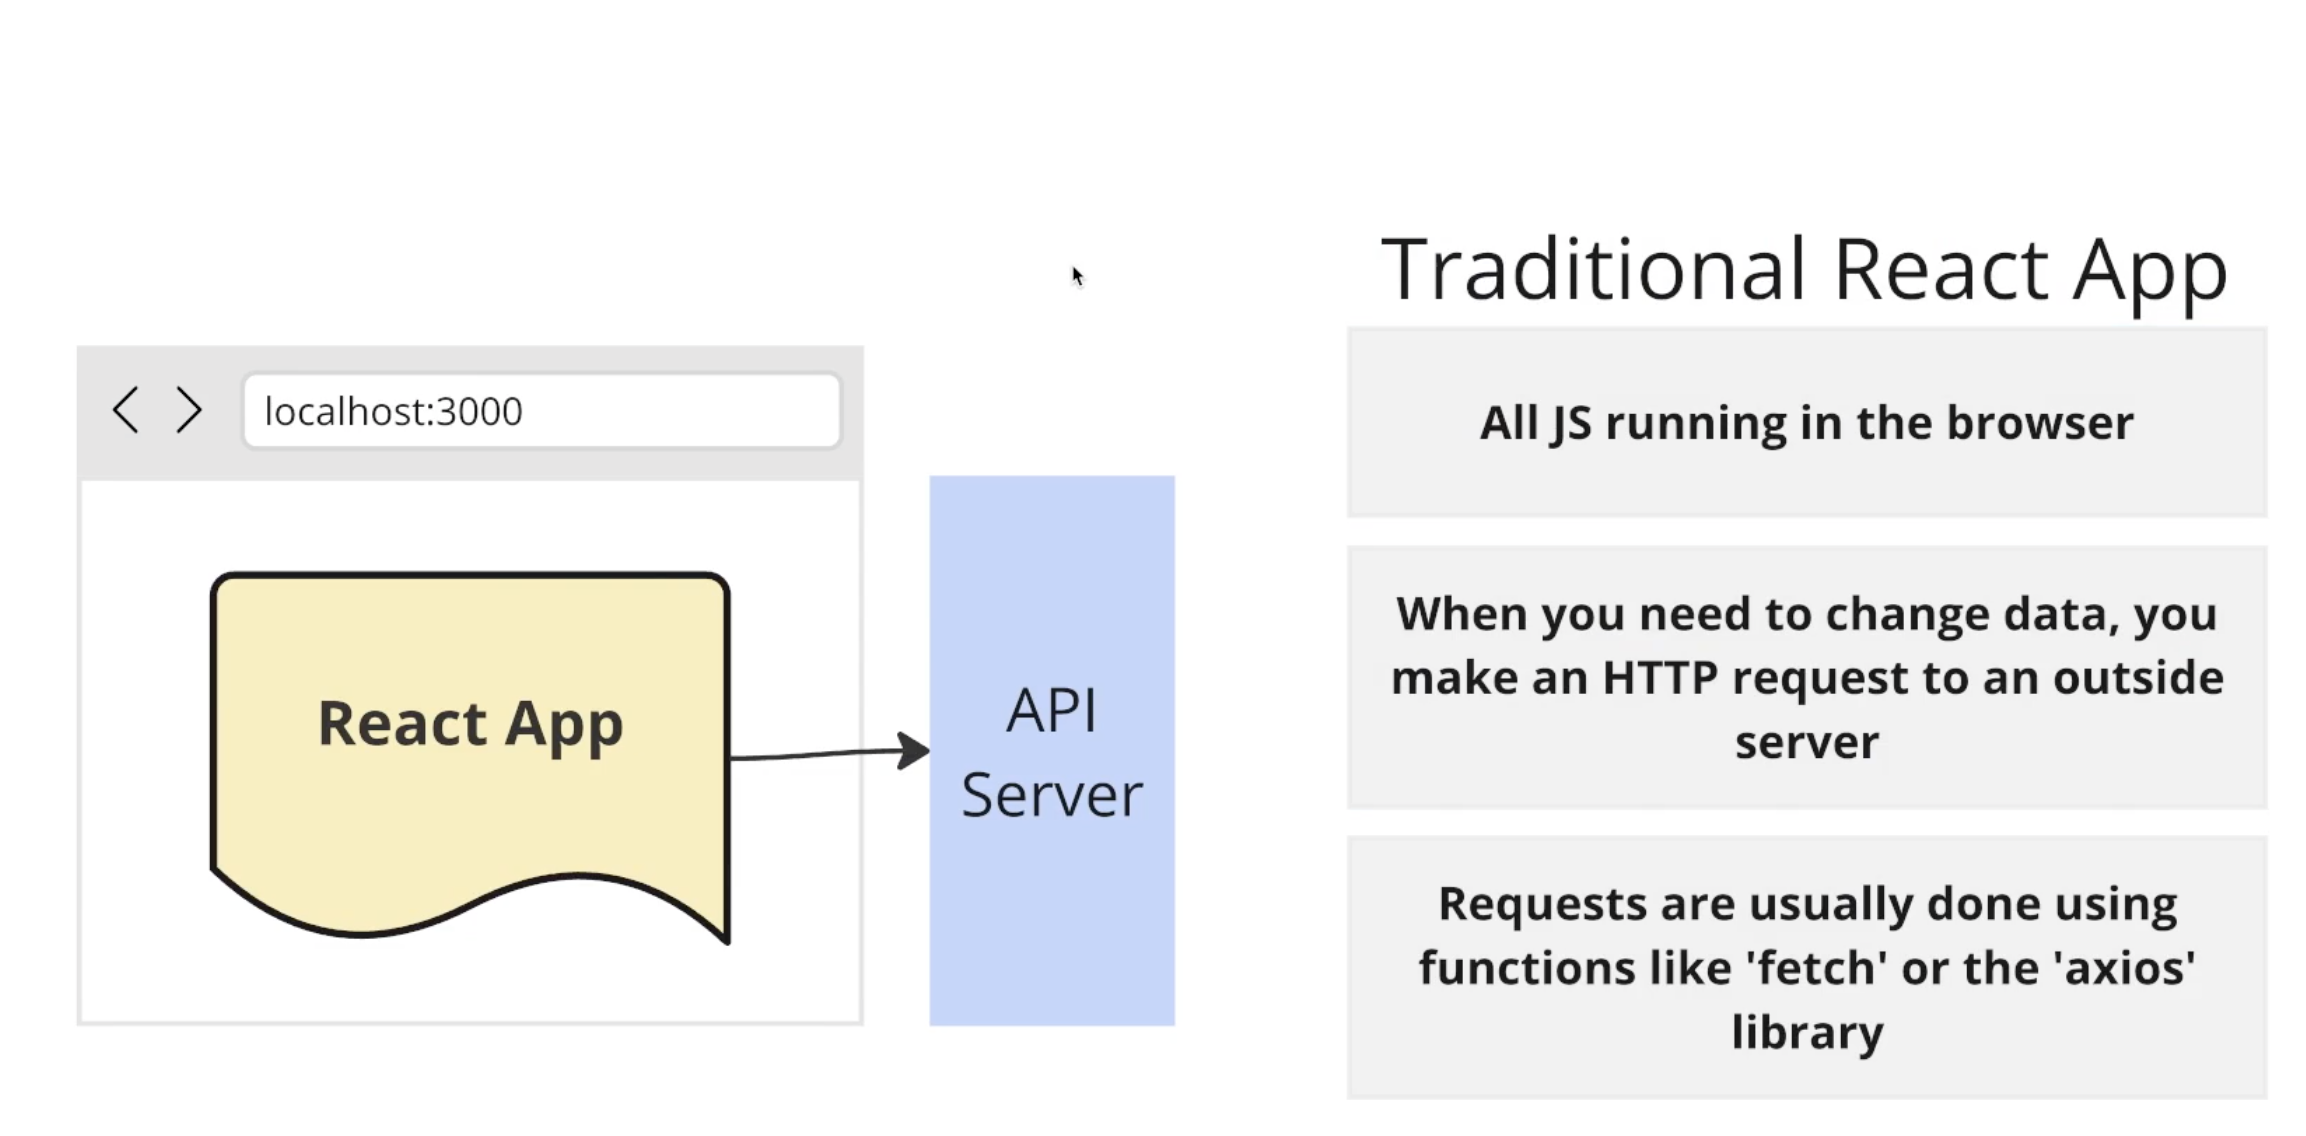 Traditional React App
localhost:3000
React App
API
Server
All JS running in the browser
When you need to change data, you
make an HTTP request to an outside
server
Requests are usually done using
functions like 'fetch' or the 'axios'
library